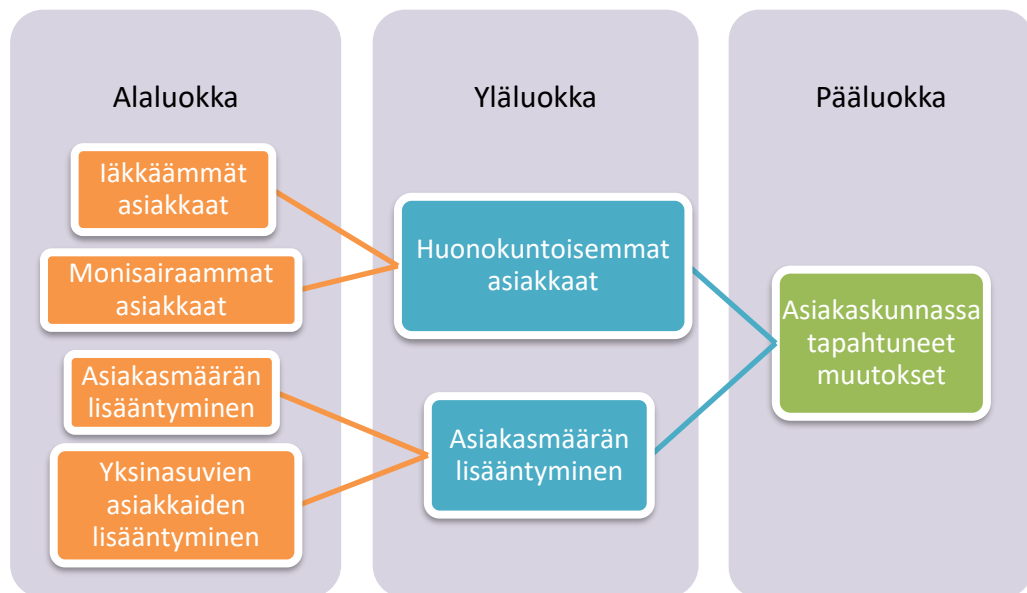 Alaluokka
Iäkkäämmät
asiakkaat
Monisairaammat
asiakkaat
Asiakasmäärän
lisääntyminen
Yksinasuvien
asiakkaiden
lisääntyminen
Yläluokka
Huonokuntoisemmat
asiakkaat
Asiakasmäärän
lisääntyminen
Pääluokka
Asiakaskunnassa
tapahtuneet
muutokset